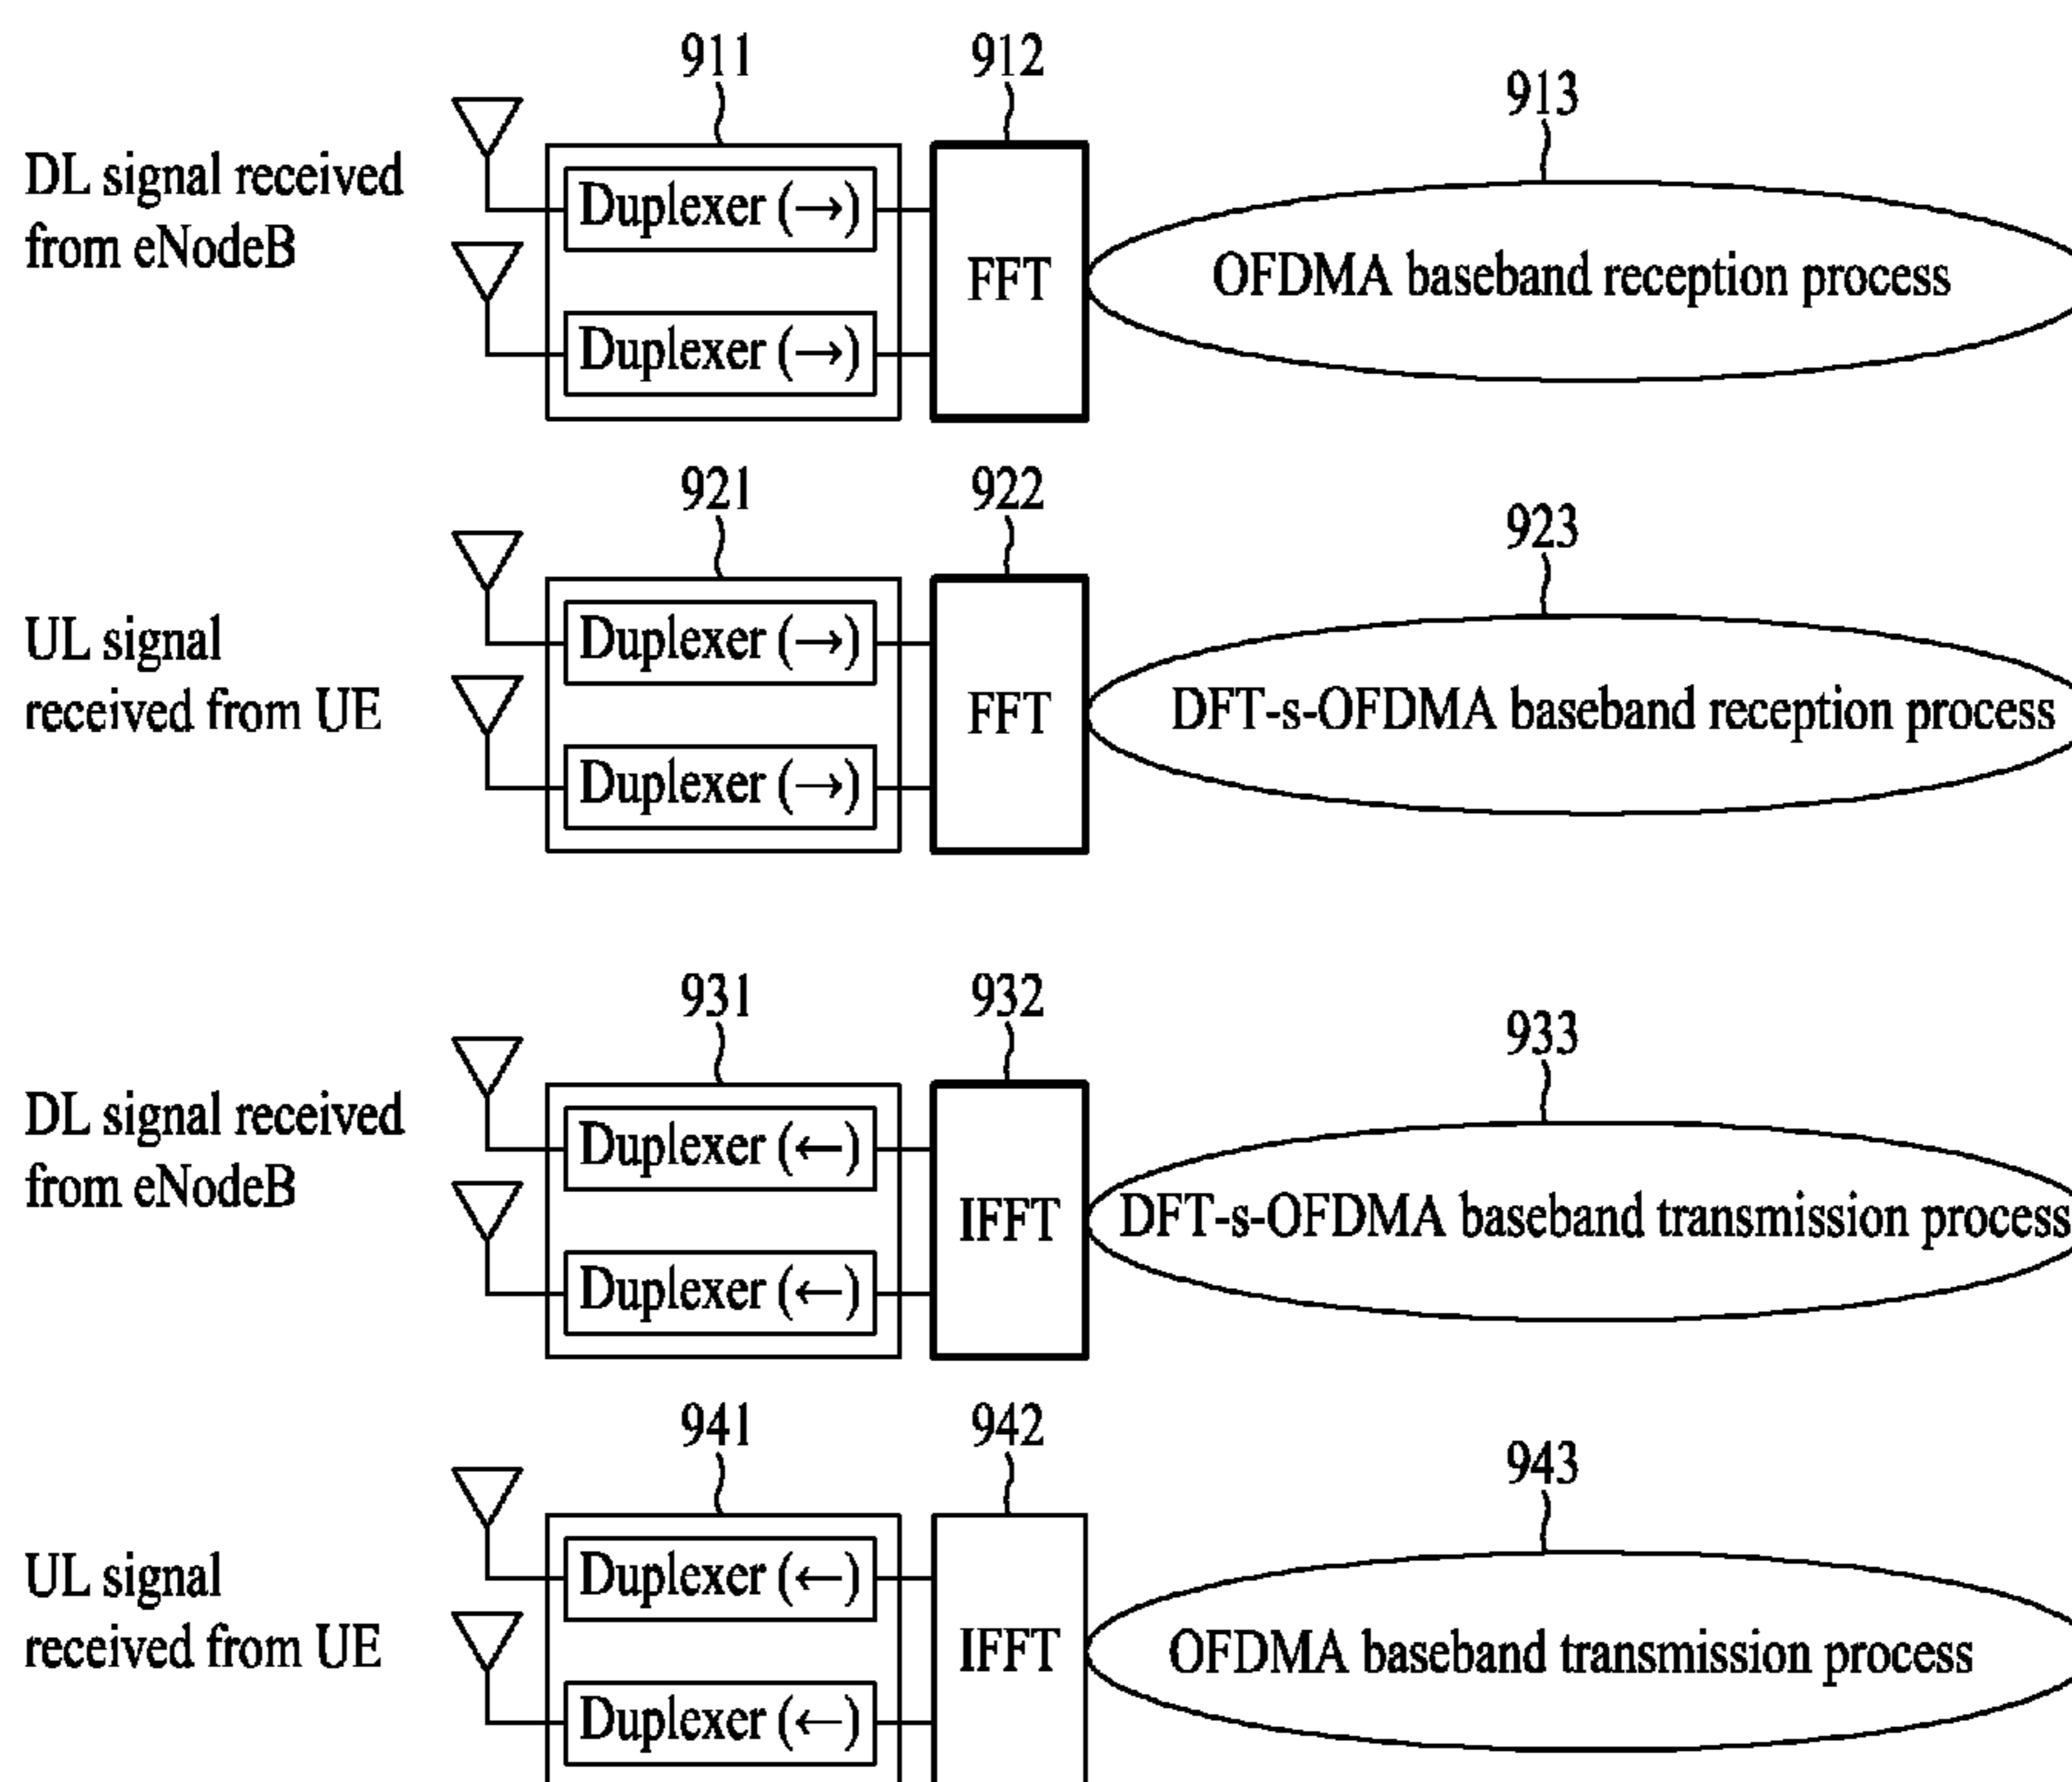 911
912
913
DL signal received
from eNodeB
Duplexer (→)
Duplexer (→)
FFT
OFDMA baseband reception process
921
922
923
UL signal
received from UE
Duplexer (→)
Duplexer (→)
FFT
DFT-s-OFDMA baseband reception process
931
932
933
DL signal received
from eNodeB
Duplexer (←)
Duplexer (←)
IFFT
DFT-s-OFDMA baseband transmission process
941
942
943
UL signal
received from UE
Duplexer (←)
Duplexer (←)
IFFT
OFDMA baseband transmission process